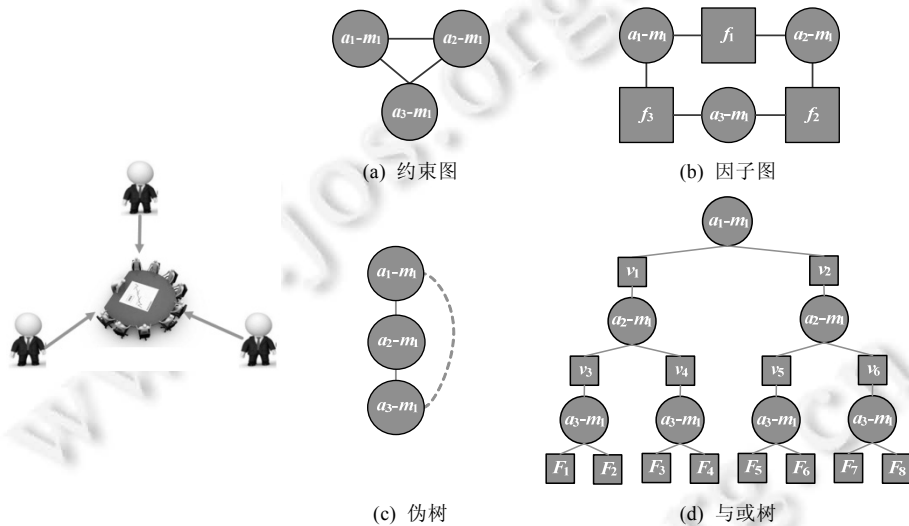 a₁-m₁ a₂-m₁
a₃-m₁
(a) 约束图
a₁-m₁ f₁ a₂-m₁
f₃ a₃-m₁ f₂
(b) 因子图
a₁-m₁
a₂-m₁
a₃-m₁
(c) 伪树
a₁-m₁
v₁ v₂
a₂-m₁ a₂-m₁
v₃ v₄ v₅ v₆
a₃-m₁ a₃-m₁ a₃-m₁ a₃-m₁
F₁ F₂ F₃ F₄ F₅ F₆ F₇ F₈
(d) 与或树